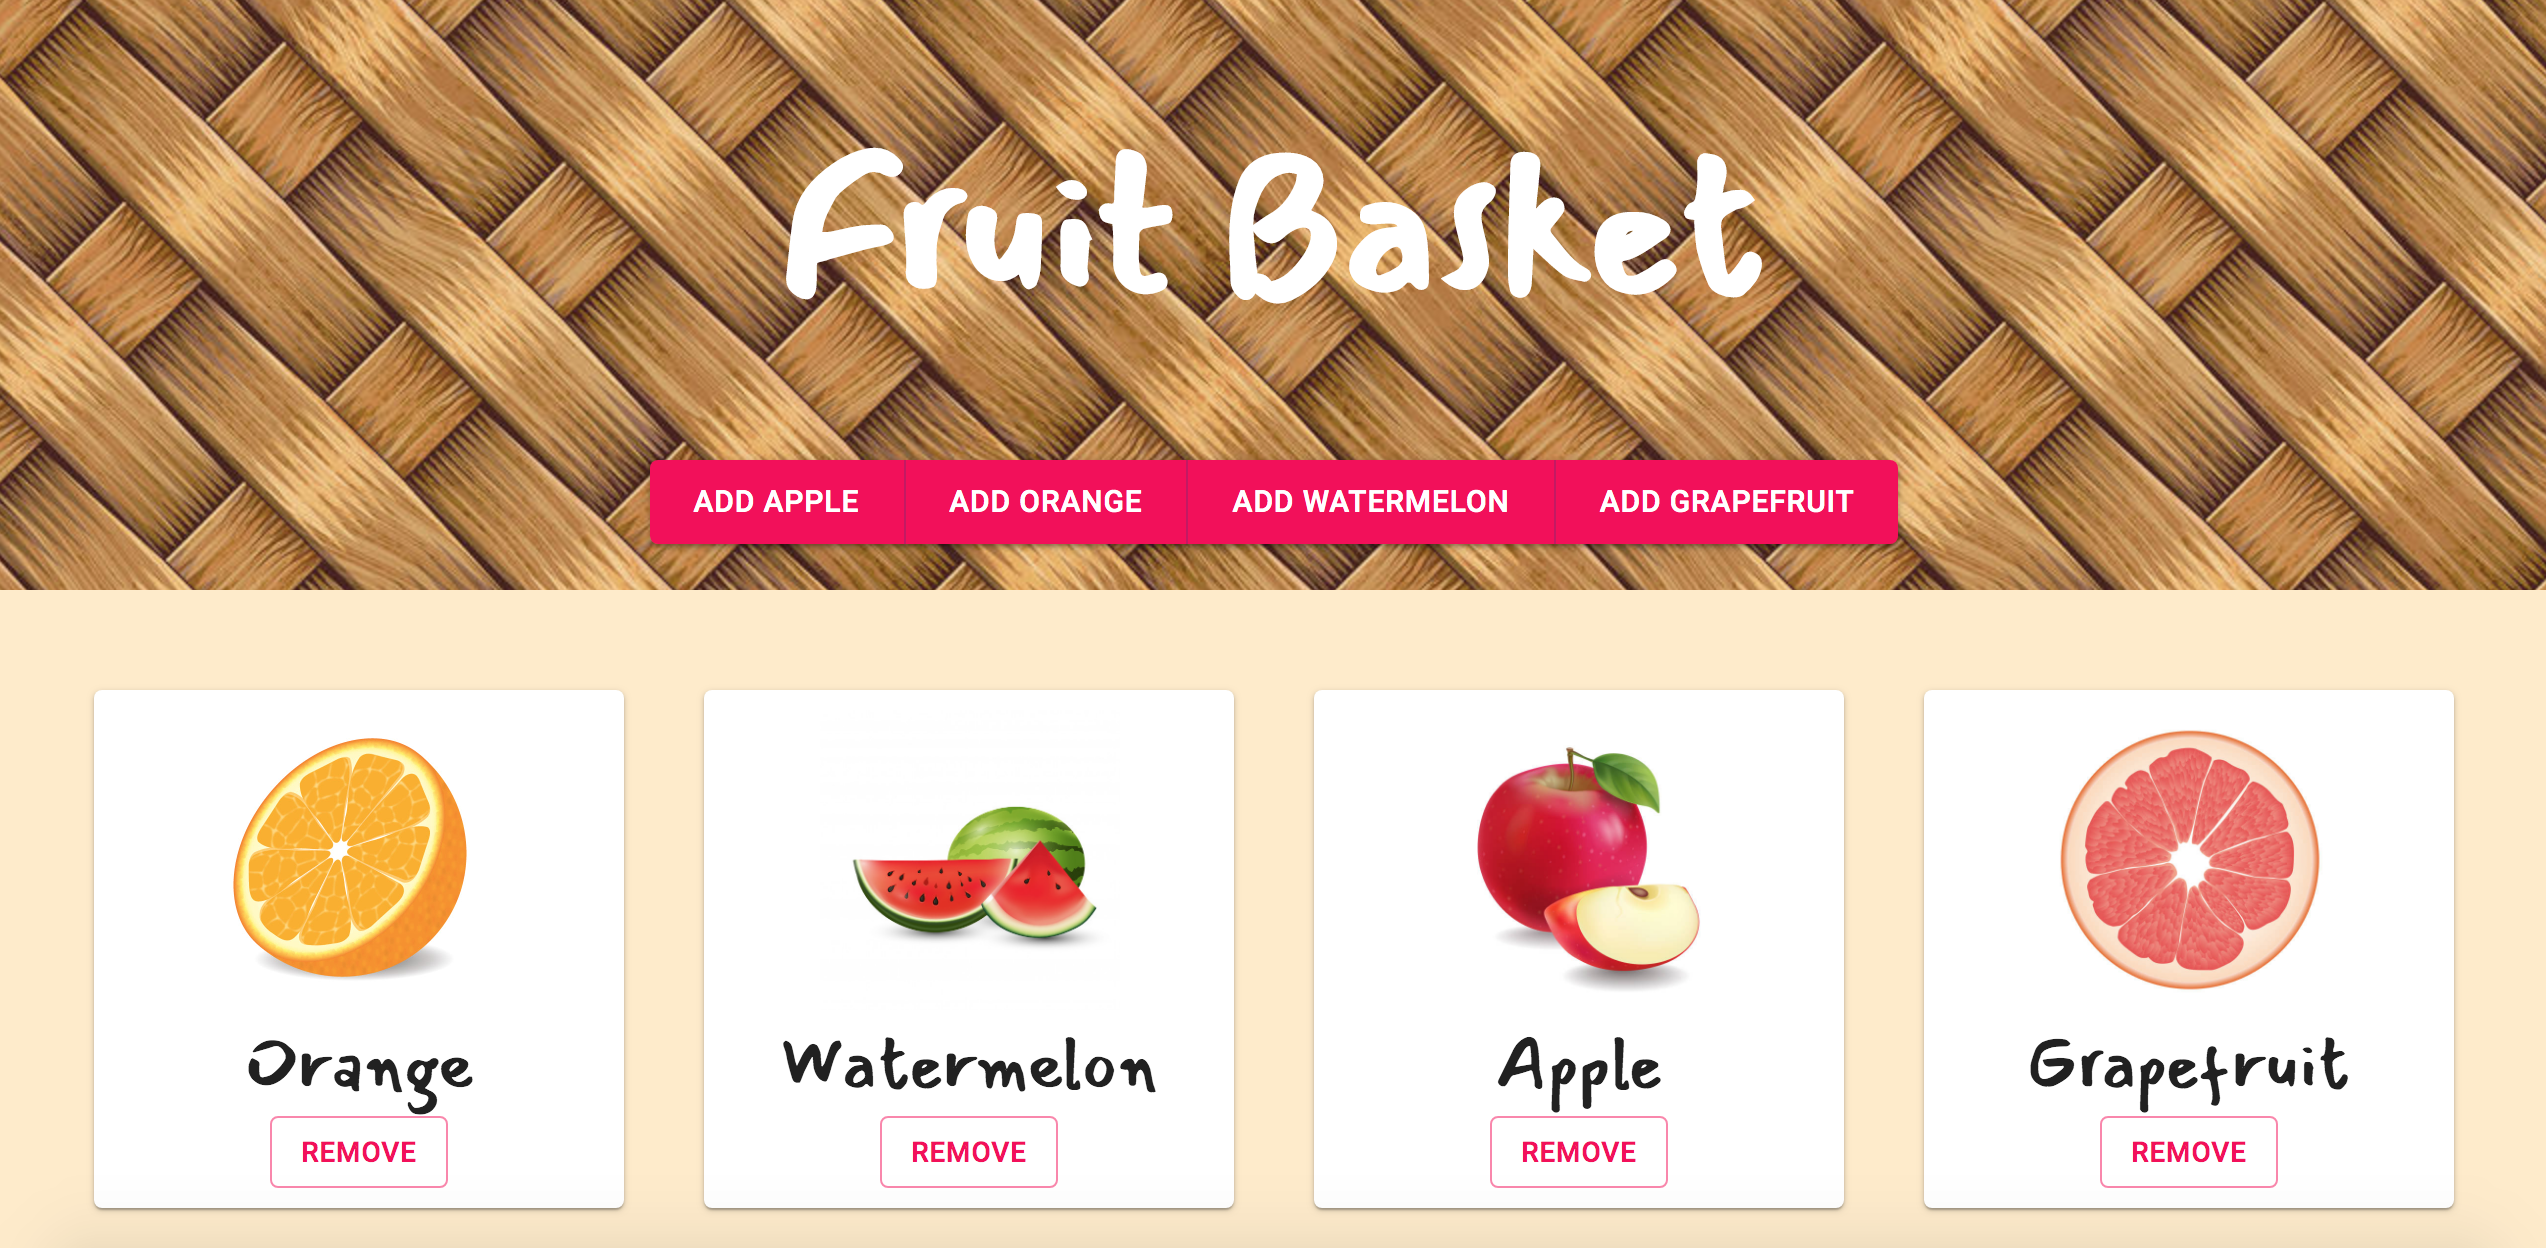 Fruit Basket
ADD APPLE ADD ORANGE ADD WATERMELON ADD GRAPEFRUIT
Orange Watermelon Apple Grapefruit
REMOVE REMOVE REMOVE REMOVE